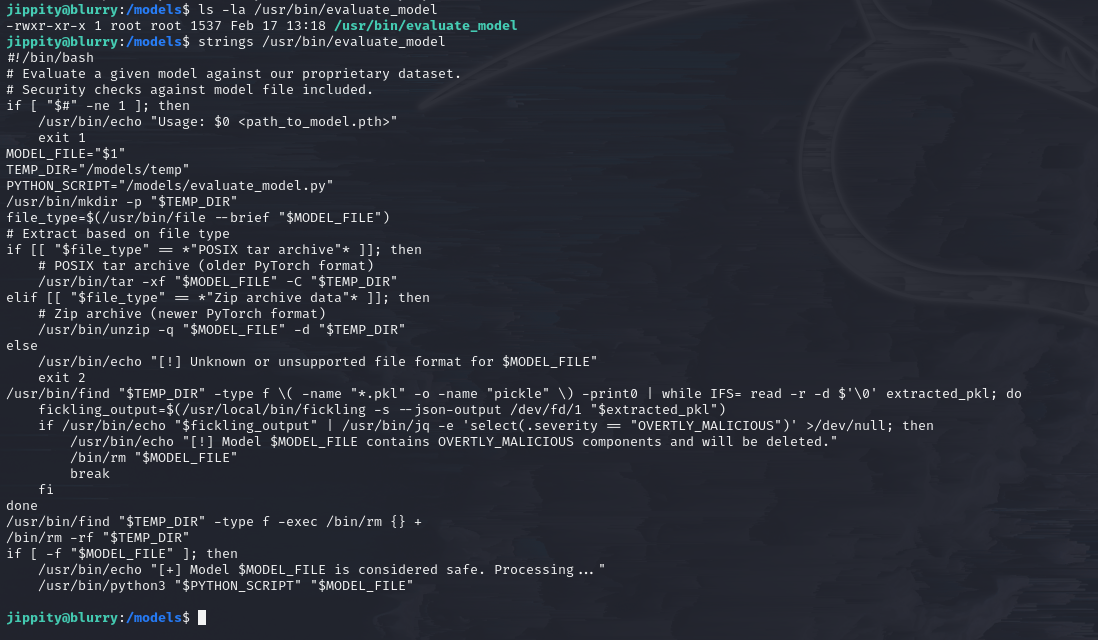 jippity@blurry:/models$ ls -la /usr/bin/evaluate_model
-rwxr-xr-x 1 root root 1537 Feb 17 13:18 /usr/bin/evaluate_model
jippity@blurry:/models$ strings /usr/bin/evaluate_model
#!/bin/bash
# Evaluate a given model against our proprietary dataset.
# Security checks against model file included.
if [ "$#" -ne 1 ]; then
    /usr/bin/echo "Usage: $0 <path_to_model.pth>"
    exit 1
MODEL_FILE="$1"
TEMP_DIR="/models/temp"
PYTHON_SCRIPT="/models/evaluate_model.py"
/usr/bin/mkdir -p "$TEMP_DIR"
file_type=$(/usr/bin/file --brief "$MODEL_FILE")
# Extract based on file type
if [[ "$file_type" == *"POSIX tar archive"* ]]; then
    # POSIX tar archive (older PyTorch format)
    /usr/bin/tar -xf "$MODEL_FILE" -C "$TEMP_DIR"
elif [[ "$file_type" == *"Zip archive data"* ]]; then
    # Zip archive (newer PyTorch format)
    /usr/bin/unzip -q "$MODEL_FILE" -d "$TEMP_DIR"
else
    /usr/bin/echo "[!] Unknown or unsupported file format for $MODEL_FILE"
    exit 2
/usr/bin/find "$TEMP_DIR" -type f \( -name "*.pkl" -o -name "pickle" \) -print0 | while IFS= read -r -d $'\0' extracted_pkl; do
    fickling_output=$(/usr/local/bin/fickling -s --json-output /dev/fd/1 "$extracted_pkl")
    if /usr/bin/echo "$fickling_output" | /usr/bin/jq -e 'select(.severity == "OVERTLY_MALICIOUS")' >/dev/null; then
        /usr/bin/echo "[!] Model $MODEL_FILE contains OVERTLY_MALICIOUS components and will be deleted."
        /bin/rm "$MODEL_FILE"
        break
    fi
done
/usr/bin/find "$TEMP_DIR" -type f -exec /bin/rm {} +
/bin/rm -rf "$TEMP_DIR"
if [ -f "$MODEL_FILE" ]; then
    /usr/bin/echo "[+] Model $MODEL_FILE is considered safe. Processing..."
    /usr/bin/python3 "$PYTHON_SCRIPT" "$MODEL_FILE"
jippity@blurry:/models$